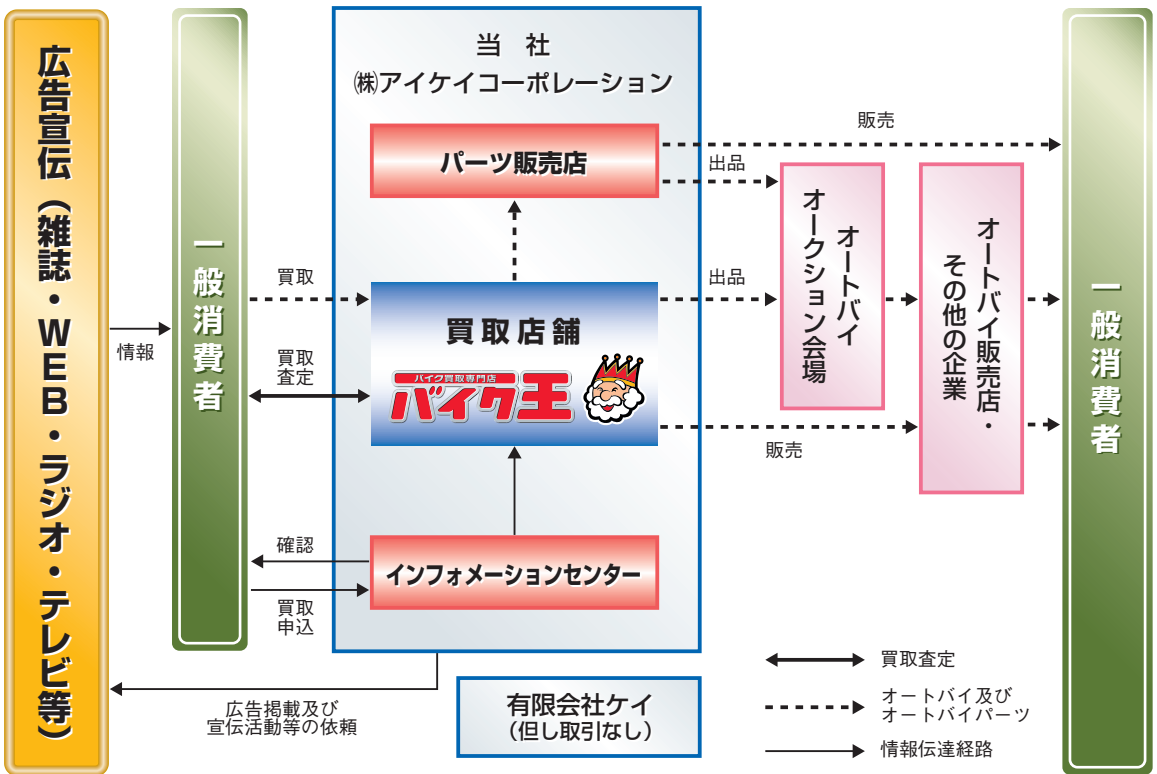 広告宣伝（雑誌・WEB・ラジオ・テレビ等）
情報
一般消費者
買取
買取
査定
確認
買取
申込
広告掲載及び
宣伝活動等の依頼
当 社
㈱アイケイコーポレーション
パーツ販売店
買取店舗
バイク買取専門店
バイク王
インフォメーションセンター
有限会社ケイ
（但し取引なし）
販売
出品
出品
販売
オートバイ
オークション会場
オートバイ販売店・
その他の企業
一般消費者
買取査定
オートバイ及び
オートバイパーツ
情報伝達経路